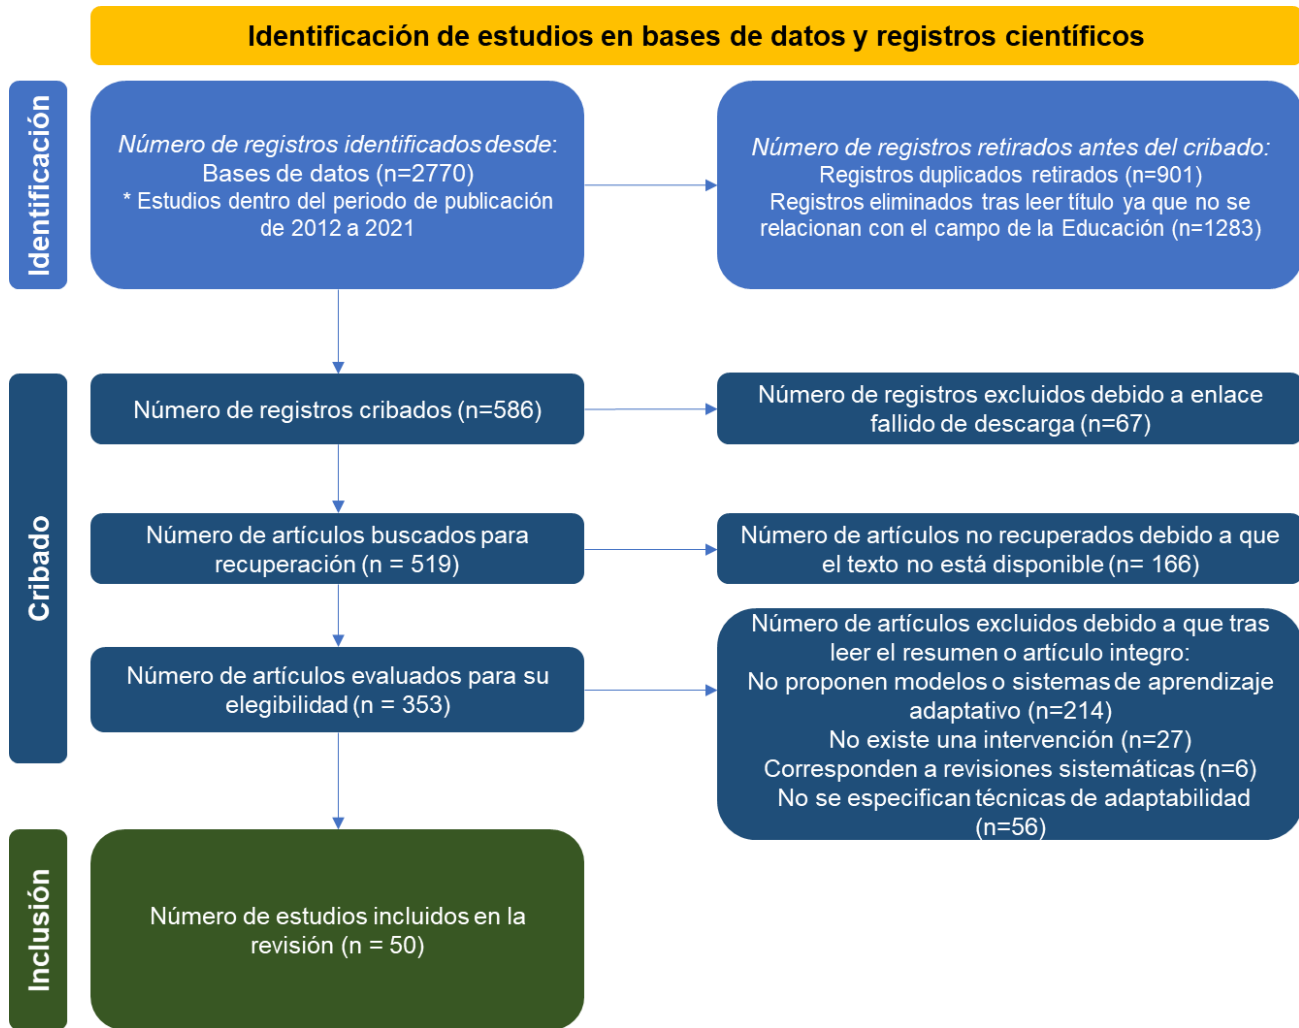 Identificación de estudios en bases de datos y registros científicos
Identificación
Número de registros identificados desde:
Bases de datos (n=2770)
* Estudios dentro del periodo de publicación
de 2012 a 2021
Número de registros retirados antes del cribado:
Registros duplicados retirados (n=901)
Registros eliminados tras leer título ya que no se
relacionan con el campo de la Educación (n=1283)
Cribado
Número de registros cribados (n=586)
Número de registros excluidos debido a enlace
fallido de descarga (n=67)
Número de artículos buscados para
recuperación (n = 519)
Número de artículos no recuperados debido a que
el texto no está disponible (n= 166)
Número de artículos evaluados para su
elegibilidad (n = 353)
Número de artículos excluidos debido a que tras
leer el resumen o artículo integro:
No proponen modelos o sistemas de aprendizaje
adaptativo (n=214)
No existe una intervención (n=27)
Corresponden a revisiones sistemáticas (n=6)
No se especifican técnicas de adaptabilidad
(n=56)
Inclusión
Número de estudios incluidos en la
revisión (n = 50)